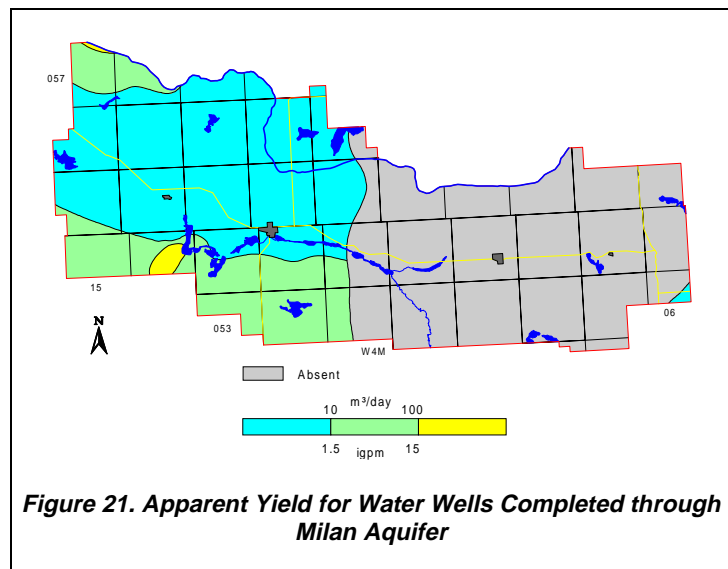 057
15
053
N
W4M
06
Absent
m³/day
10 100
1.5 15
igpm
Figure 21. Apparent Yield for Water Wells Completed through
Milan Aquifer